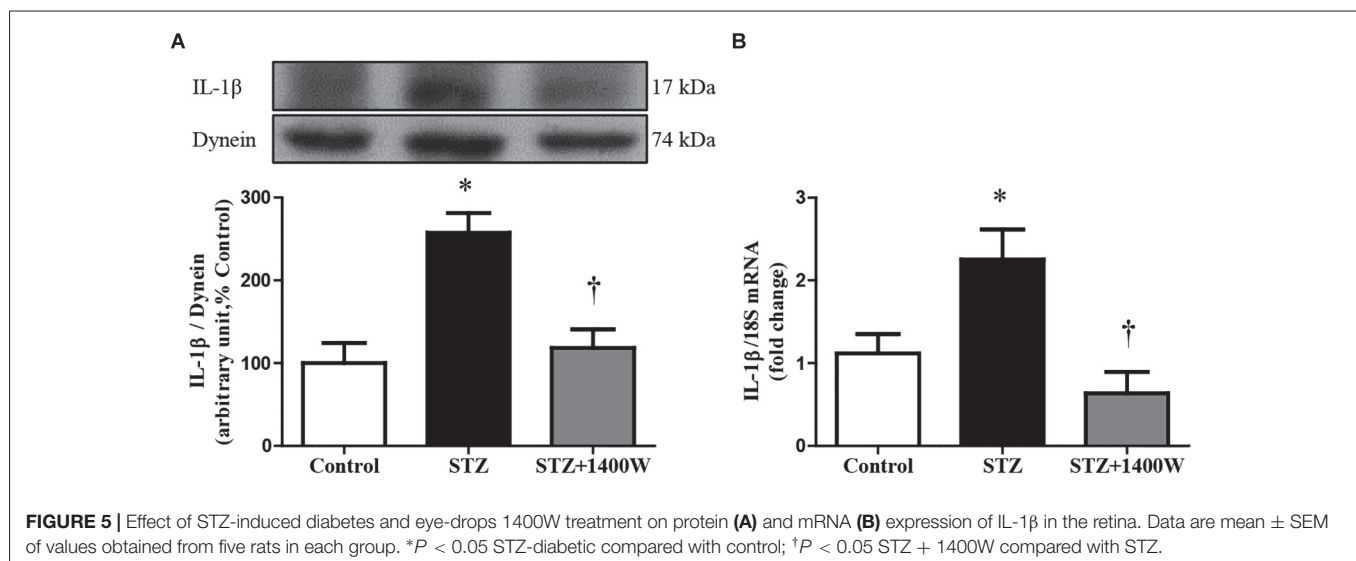 A
IL-1β
17 kDa
Dynein
74 kDa
IL-1β / Dynein
(arbitrary unit,% Control)
300
200
100
0
*
†
Control
STZ
STZ+1400W
B
IL-1β/18S mRNA
(fold change)
3
2
1
0
*
†
Control
STZ
STZ+1400W
FIGURE 5 | Effect of STZ-induced diabetes and eye-drops 1400W treatment on protein (A) and mRNA (B) expression of IL-1β in the retina. Data are mean ± SEM
of values obtained from five rats in each group. *P < 0.05 STZ-diabetic compared with control; †P < 0.05 STZ + 1400W compared with STZ.